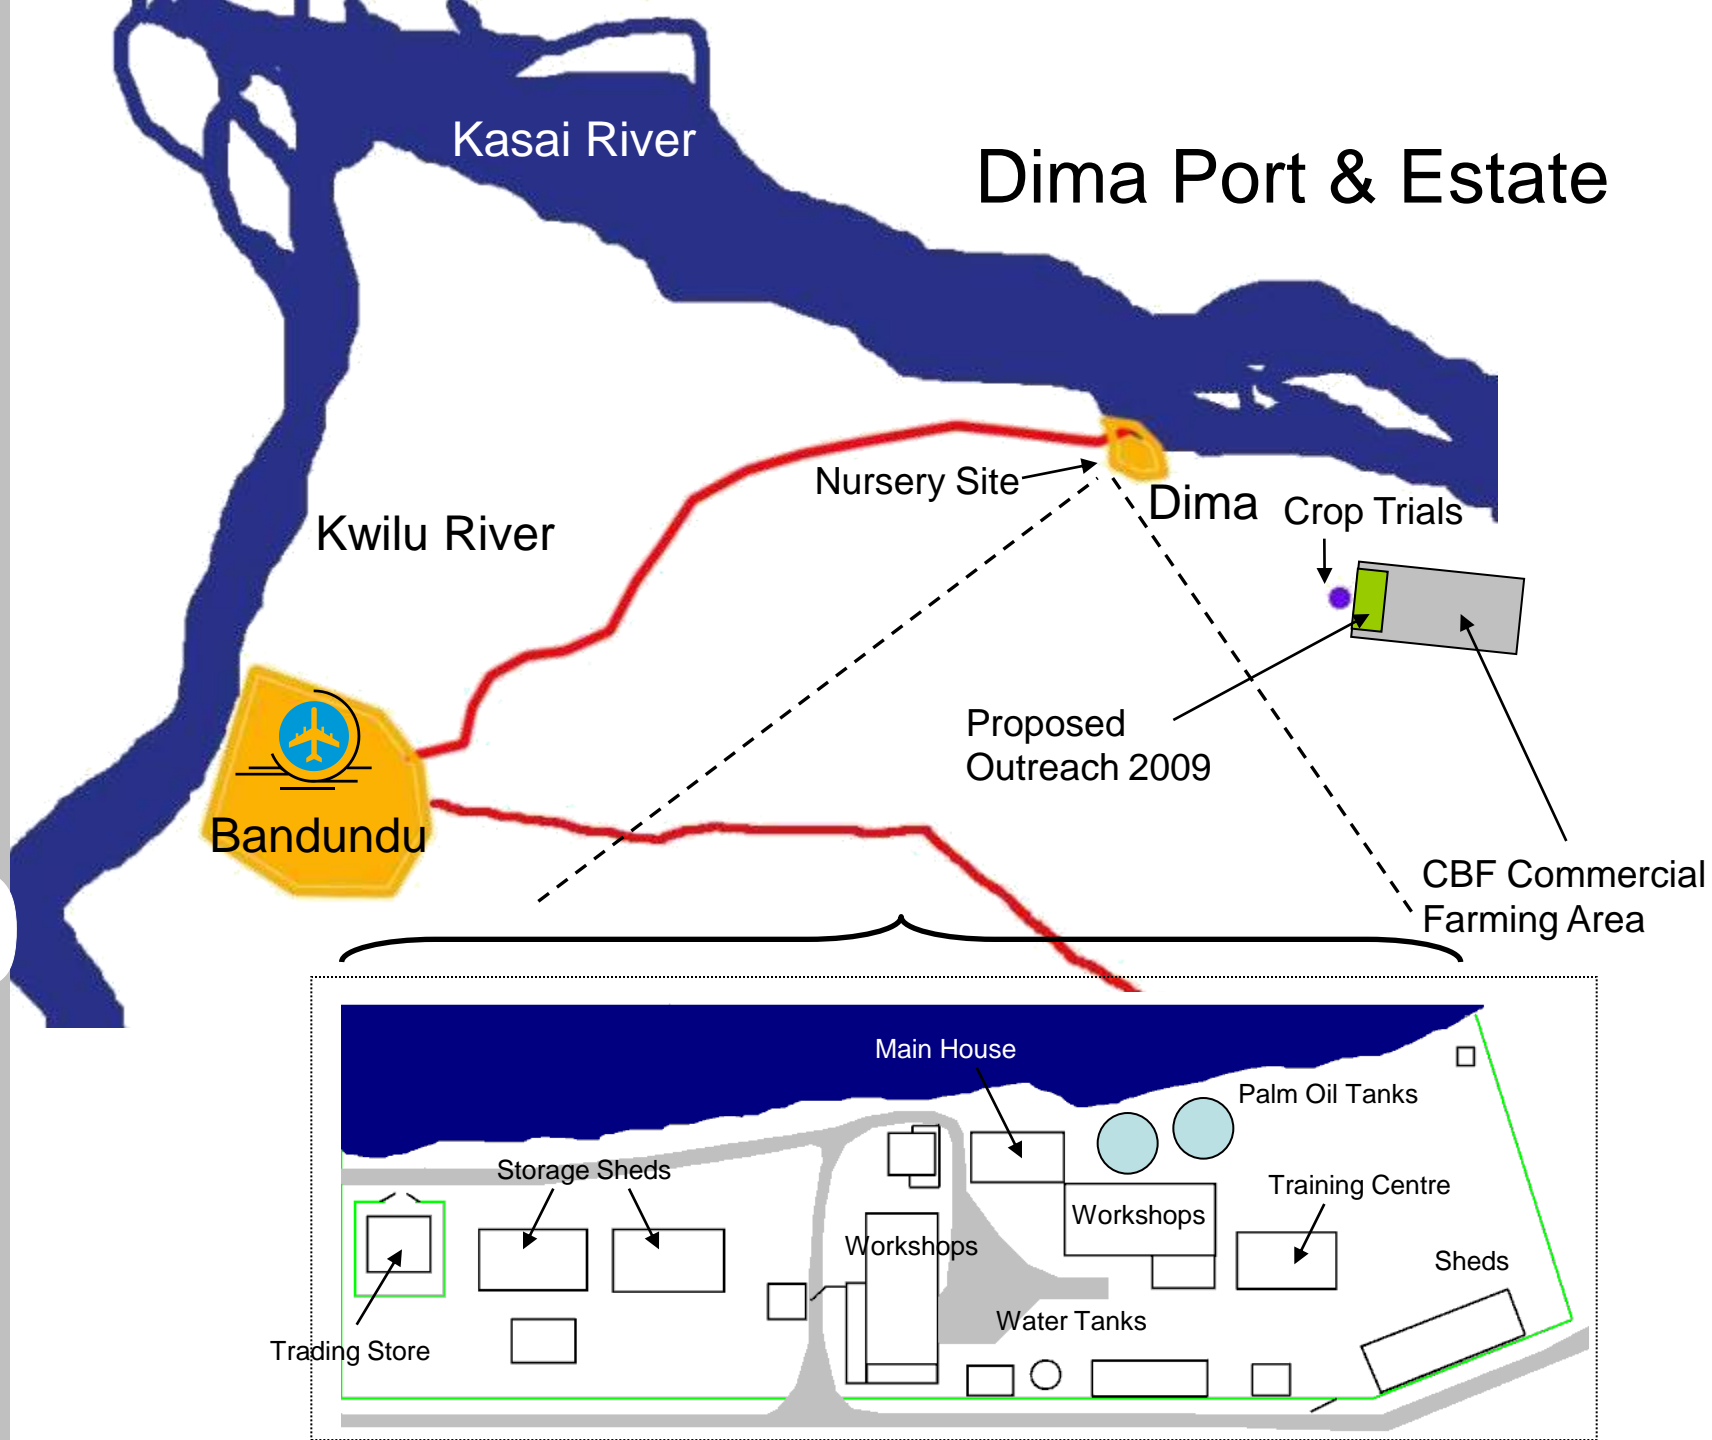 Kasai River
Dima Port & Estate
Nursery Site
Dima
Crop Trials
Kwilu River
Proposed
Outreach 2009
Bandundu
CBF Commercial
Farming Area
Main House
Palm Oil Tanks
Storage Sheds
Training Centre
Workshops
Workshops
Sheds
Water Tanks
Trading Store